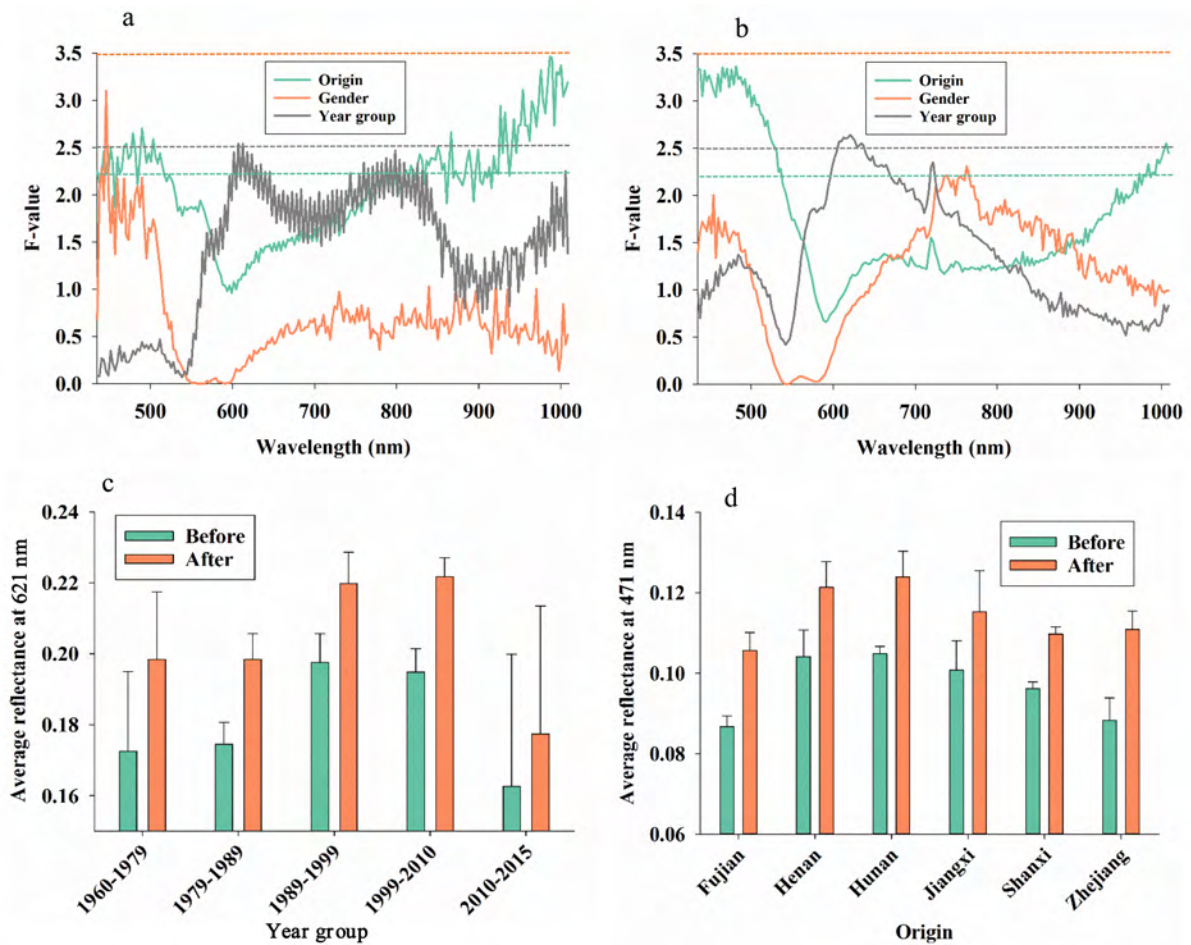 a
3.5
3.0
2.5
2.0
1.5
1.0
0.5
0.0
F-value
Origin
Gender
Year group
500 600 700 800 900 1000
Wavelength (nm)
b
3.5
3.0
2.5
2.0
1.5
1.0
0.5
0.0
F-value
Origin
Gender
Year group
500 600 700 800 900 1000
Wavelength (nm)
c
0.24
0.22
0.20
0.18
0.16
Average reflectance at 621 nm
Before
After
1960-1979 1979-1989 1989-1999 1999-2010 2010-2015
Year group
d
0.14
0.12
0.10
0.08
0.06
Average reflectance at 471 nm
Before
After
Fujian Henan Hunan Jiangxi Shanxi Zhejiang
Origin